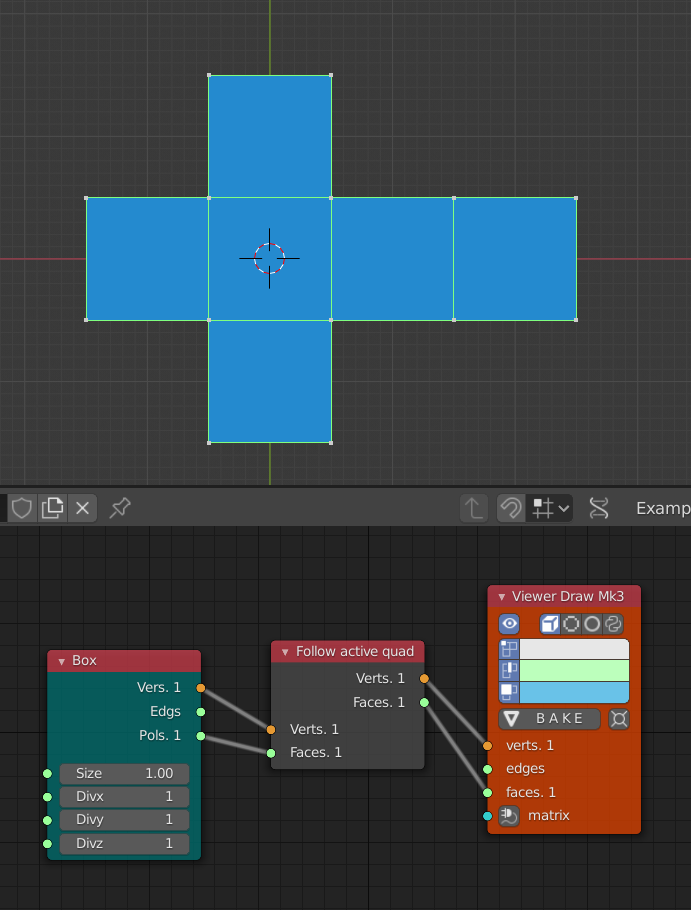 Examp
Viewer Draw Mk3
BAKE
verts. 1
edges
faces. 1
matrix
Follow active quad
Verts. 1
Faces. 1
Verts. 1
Faces. 1
Box
Vers. 1
Edgs
Pols. 1
Size 1.00
Divx 1
Divy 1
Divz 1